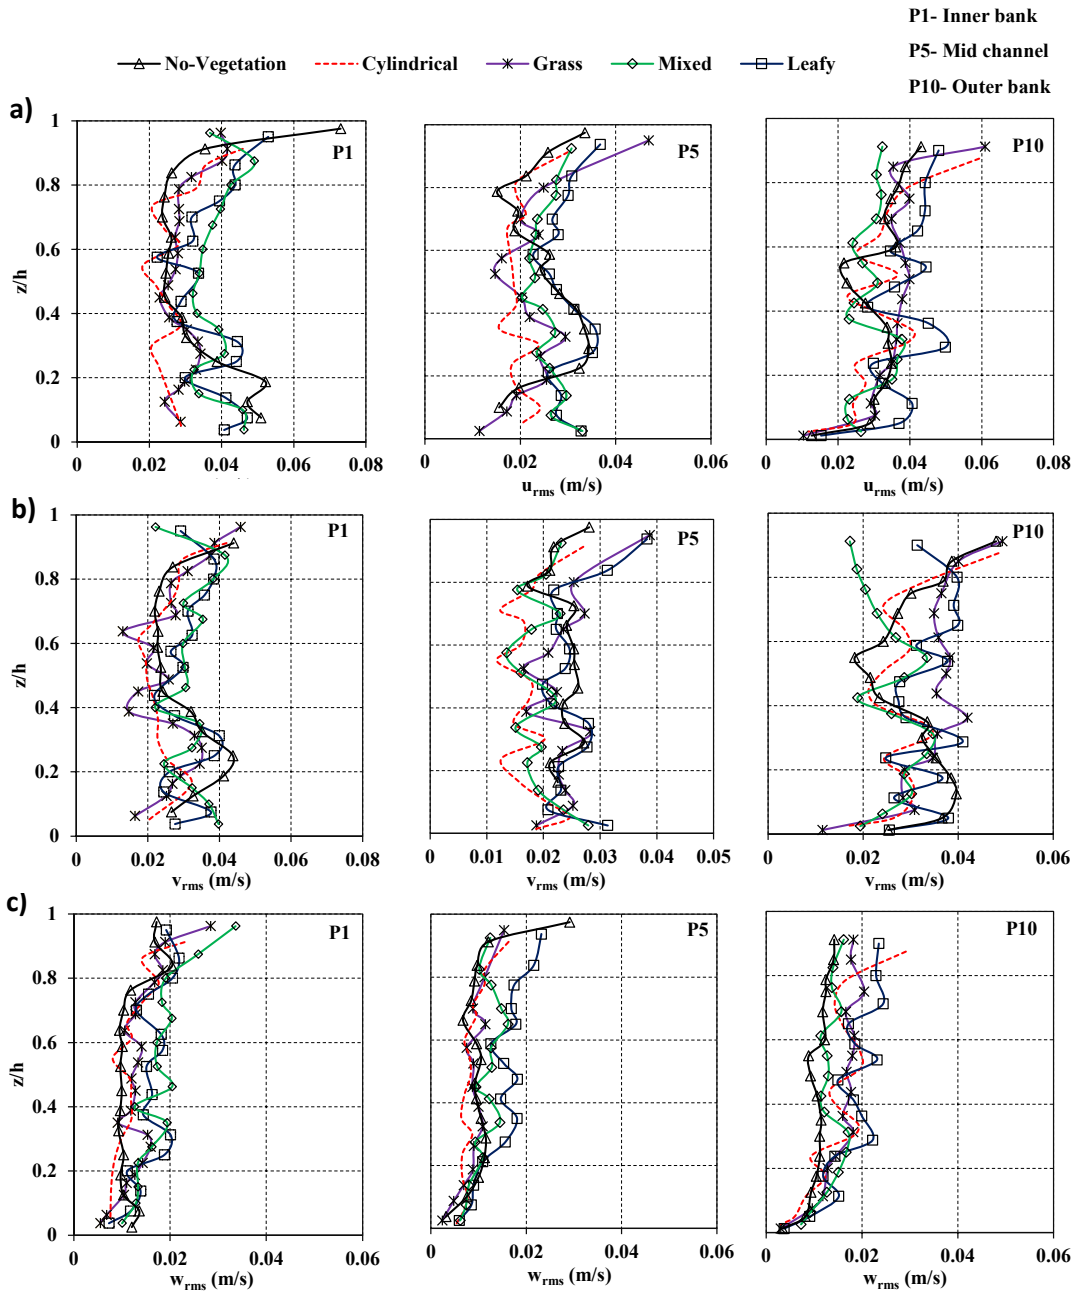 P1- Inner bank
No-Vegetation Cylindrical Grass Mixed Leafy
P5- Mid channel
P10- Outer bank
a)
P1
P5
P10
z/h
1
0.8
0.6
0.4
0.2
0
0 0.02 0.04 0.06 0.08
0 0.02 0.04 0.06
0 0.02 0.04 0.06 0.08
urms (m/s)
urms (m/s)
b)
P1
P5
P10
z/h
1
0.8
0.6
0.4
0.2
0
0 0.02 0.04 0.06 0.08
0 0.01 0.02 0.03 0.04 0.05
0 0.02 0.04 0.06
vrms (m/s)
vrms (m/s)
vrms (m/s)
c)
P1
P5
P10
z/h
1
0.8
0.6
0.4
0.2
0
0 0.02 0.04 0.06
0 0.02 0.04 0.06
0 0.02 0.04 0.06
wrms (m/s)
wrms (m/s)
wrms (m/s)